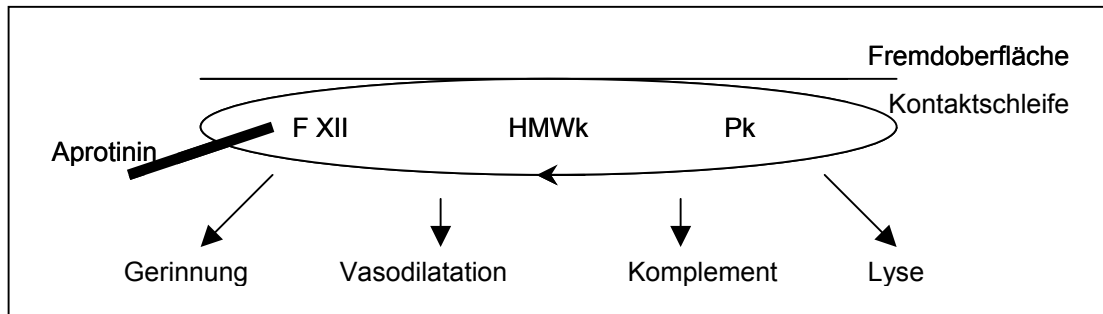 Fremdoberfläche
Kontaktschleife
F XII HMWk Pk
Aprotinin
Gerinnung Vasodilatation Komplement Lyse